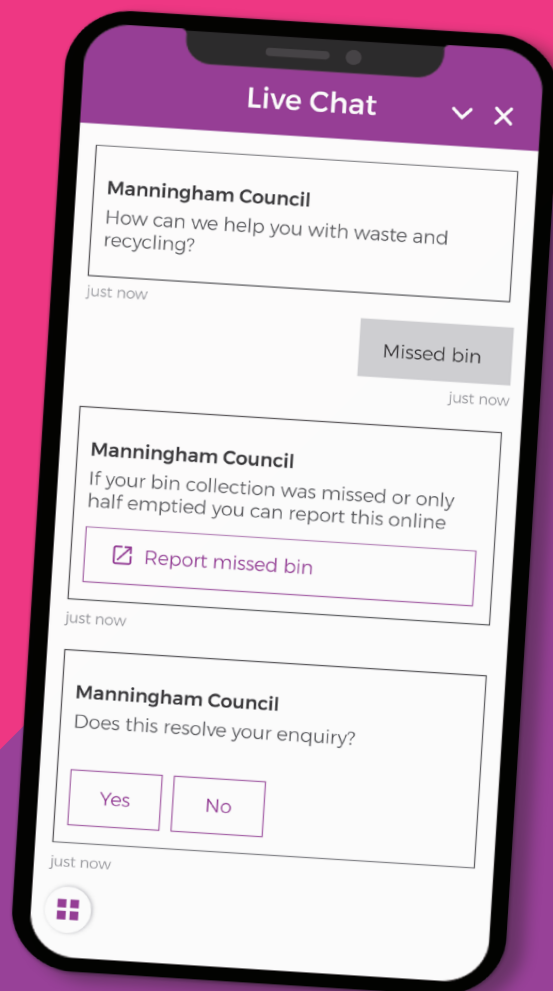 Live Chat
Manningham Council
How can we help you with waste and
recycling?
just now
Missed bin
just now
Manningham Council
If your bin collection was missed or only
half emptied you can report this online
Report missed bin
just now
Manningham Council
Does this resolve your enquiry?
Yes
No
just now